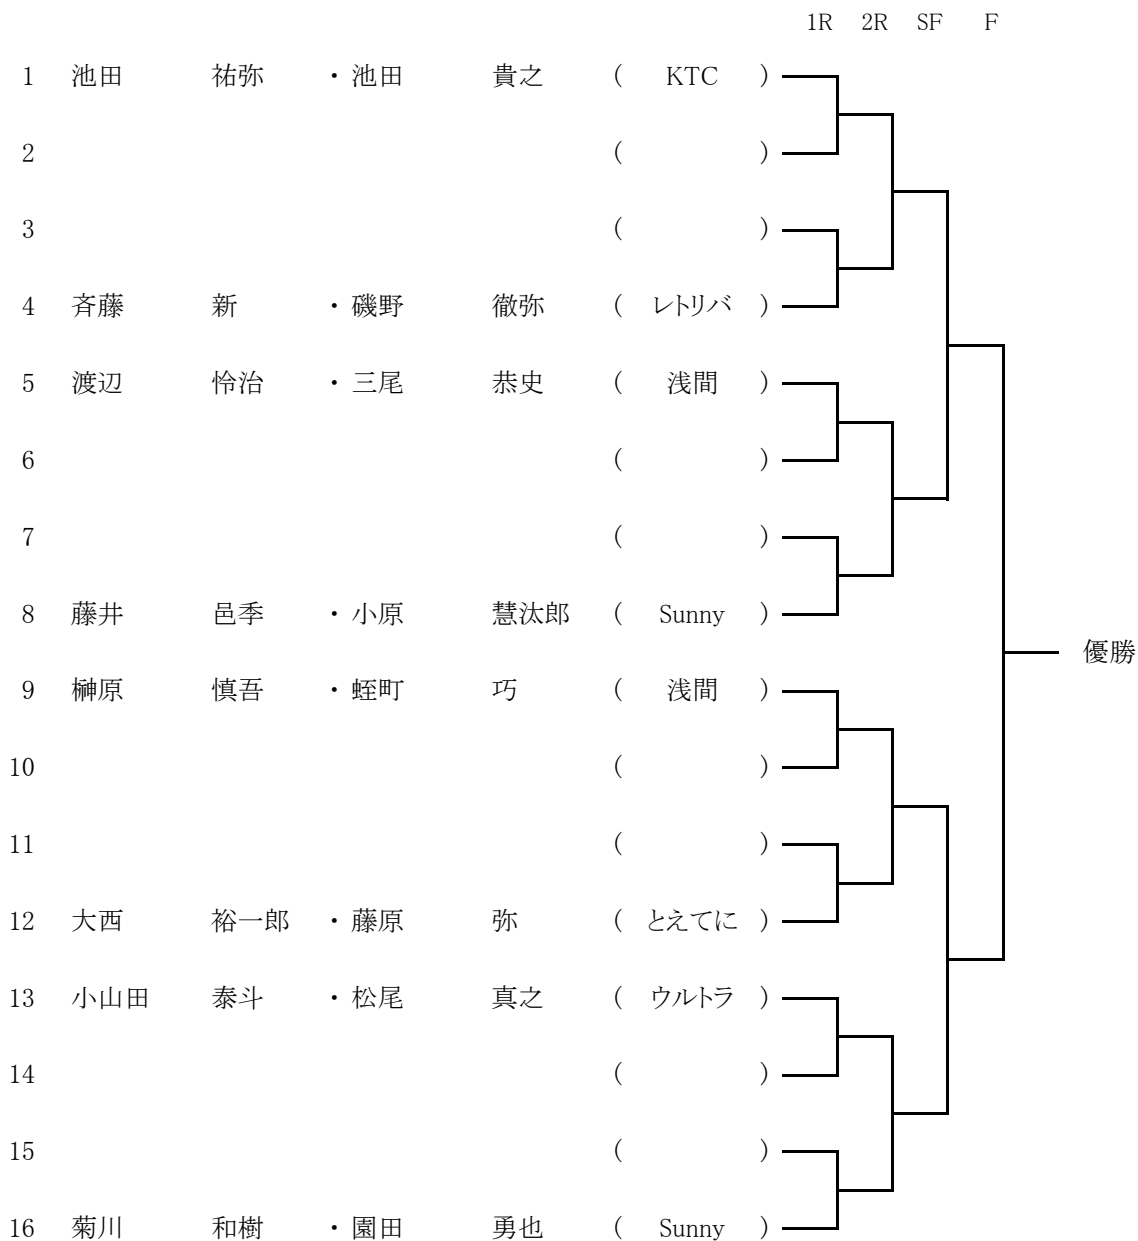 1R 2R SF F
1 池田 祐弥 ・池田 貴之 ( KTC )
2 ( )
3 ( )
4 斉藤 新 ・磯野 徹弥 ( レトリバ )
5 渡辺 怜治 ・三尾 恭史 ( 浅間 )
6 ( )
7 ( )
8 藤井 邑季 ・小原 慧汰郎 ( Sunny )
優勝
9 榊原 慎吾 ・蛭町 巧 ( 浅間 )
10 ( )
11 ( )
12 大西 裕一郎 ・藤原 弥 ( とえてに )
13 小山田 泰斗 ・松尾 真之 ( ウルトラ )
14 ( )
15 ( )
16 菊川 和樹 ・園田 勇也 ( Sunny )